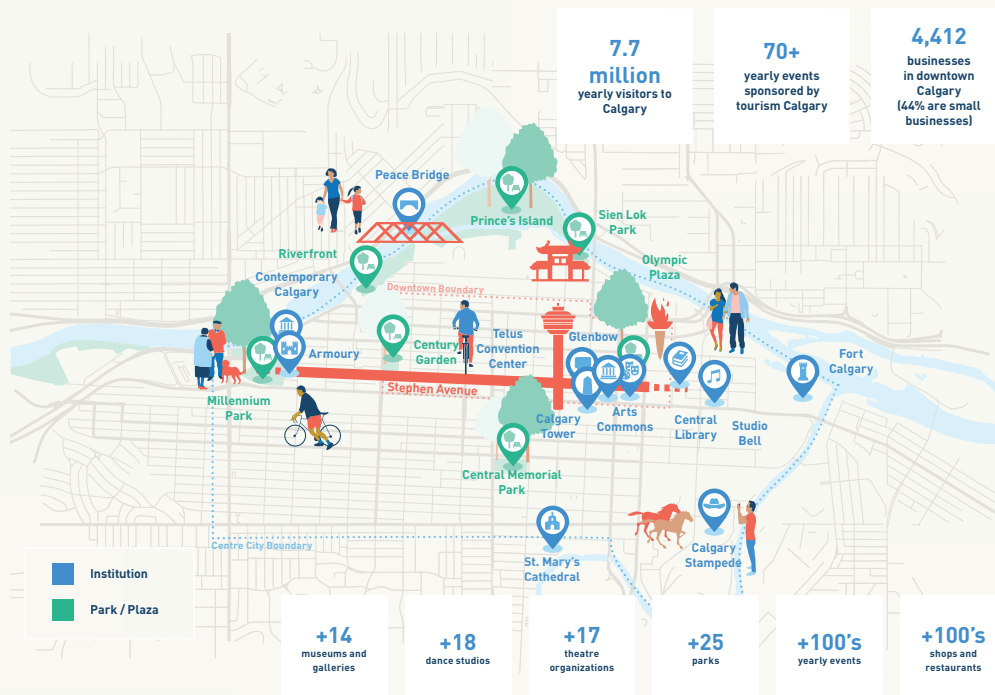 7.7
million
yearly visitors to
Calgary
70+
yearly events
sponsored by
tourism Calgary
4,412
businesses
in downtown
Calgary
(44% are small
businesses)
Peace Bridge
Prince's Island
Sien Lok
Park
Riverfront
Olympic
Plaza
Contemporary
Calgary
Downtown Boundary
Armoury
Century
Garden
Telus
Convention
Center
Glenbow
Fort
Calgary
Stephen Avenue
Millennium
Park
Calgary
Tower
Arts
Commons
Central
Library
Studio
Bell
Central Memorial
Park
Centre City Boundary
St. Mary's
Cathedral
Calgary
Stampede
Institution
Park / Plaza
+14
museums and
galleries
+18
dance studios
+17
theatre
organizations
+25
parks
+100's
yearly events
+100's
shops and
restaurants